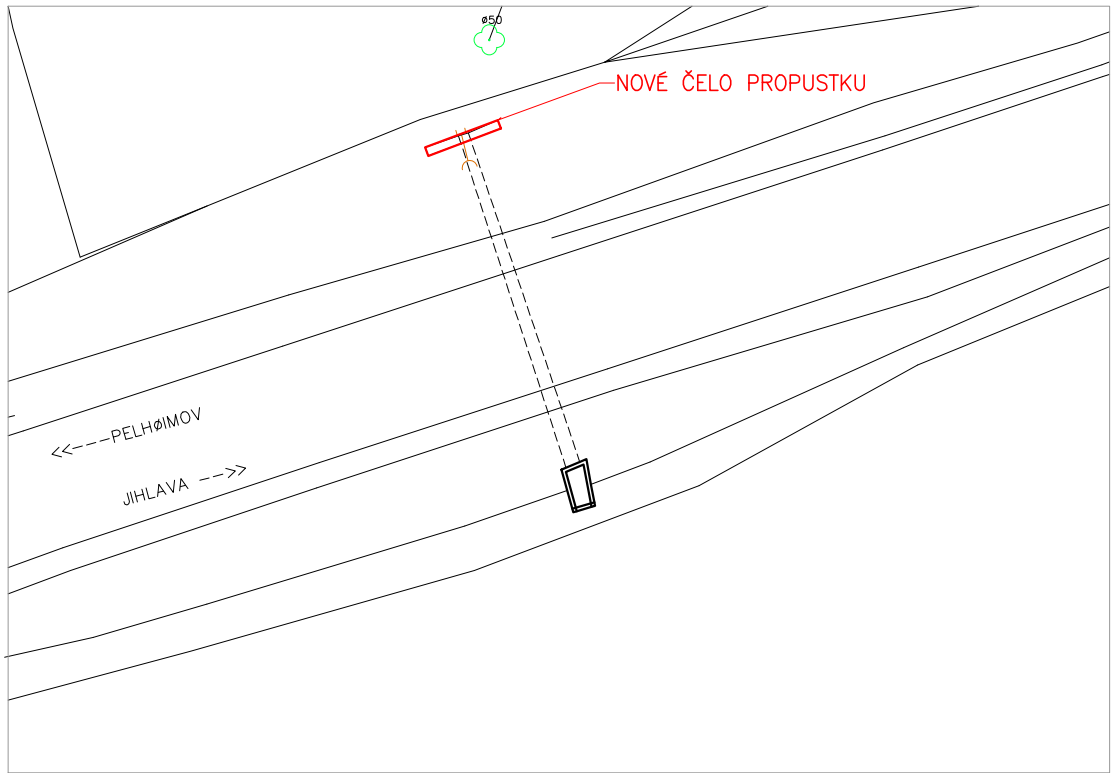 ø50
NOVÉ ČELO PROPUSTKU
<<---PELHØIMOV
JIHLAVA -->>